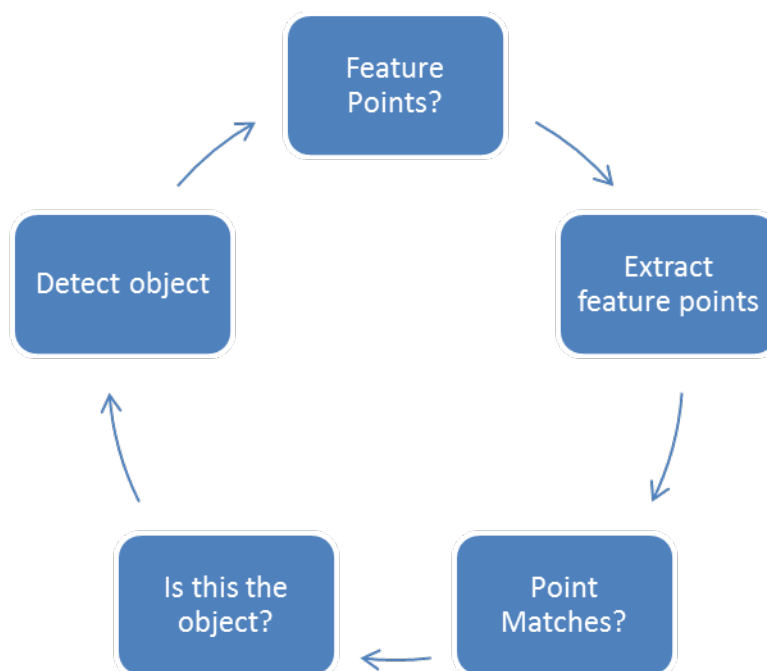 Feature
Points?
Extract
feature points
Point
Matches?
Is this the
object?
Detect object